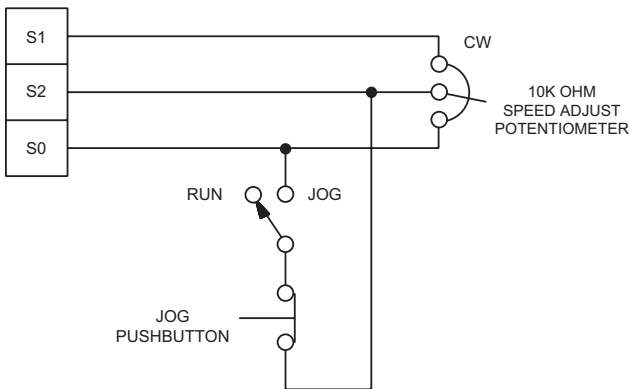 S1
CW
S2
10K OHM
SPEED ADJUST
POTENTIOMETER
S0
RUN
JOG
JOG
PUSHBUTTON